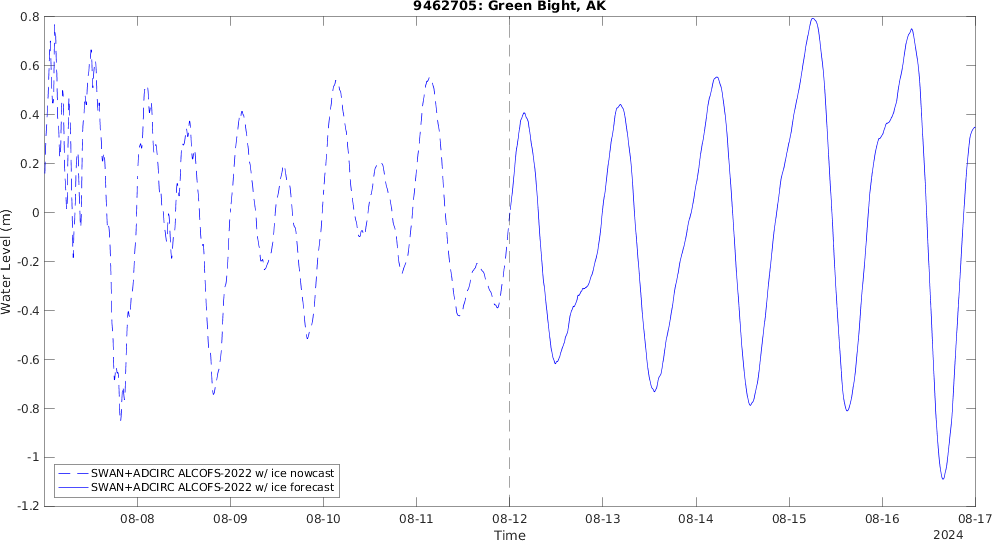 9462705: Green Bight, AK
Water Level (m)
0.8
0.6
0.4
0.2
0
-0.2
-0.4
-0.6
-0.8
-1
-1.2
SWAN+ADCIRC ALCOFS-2022 w/ ice nowcast
SWAN+ADCIRC ALCOFS-2022 w/ ice forecast
08-08 08-09 08-10 08-11 08-12 08-13 08-14 08-15 08-16 08-17
Time
2024